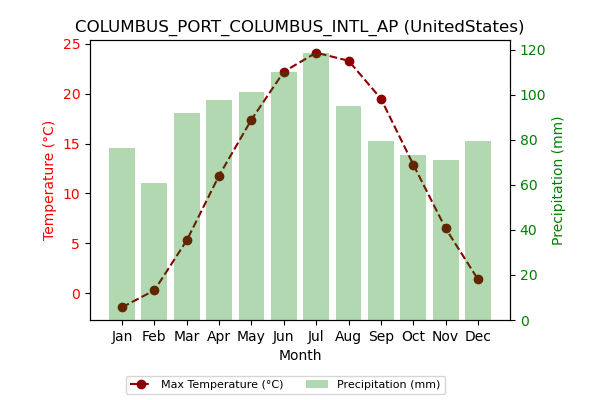 COLUMBUS_PORT_COLUMBUS_INTL_AP (UnitedStates)
25
20
15
10
5
0
Temperature (°C)
120
100
80
60
40
20
0
Precipitation (mm)
Jan Feb Mar Apr May Jun Jul Aug Sep Oct Nov Dec
Month
Max Temperature (°C) Precipitation (mm)